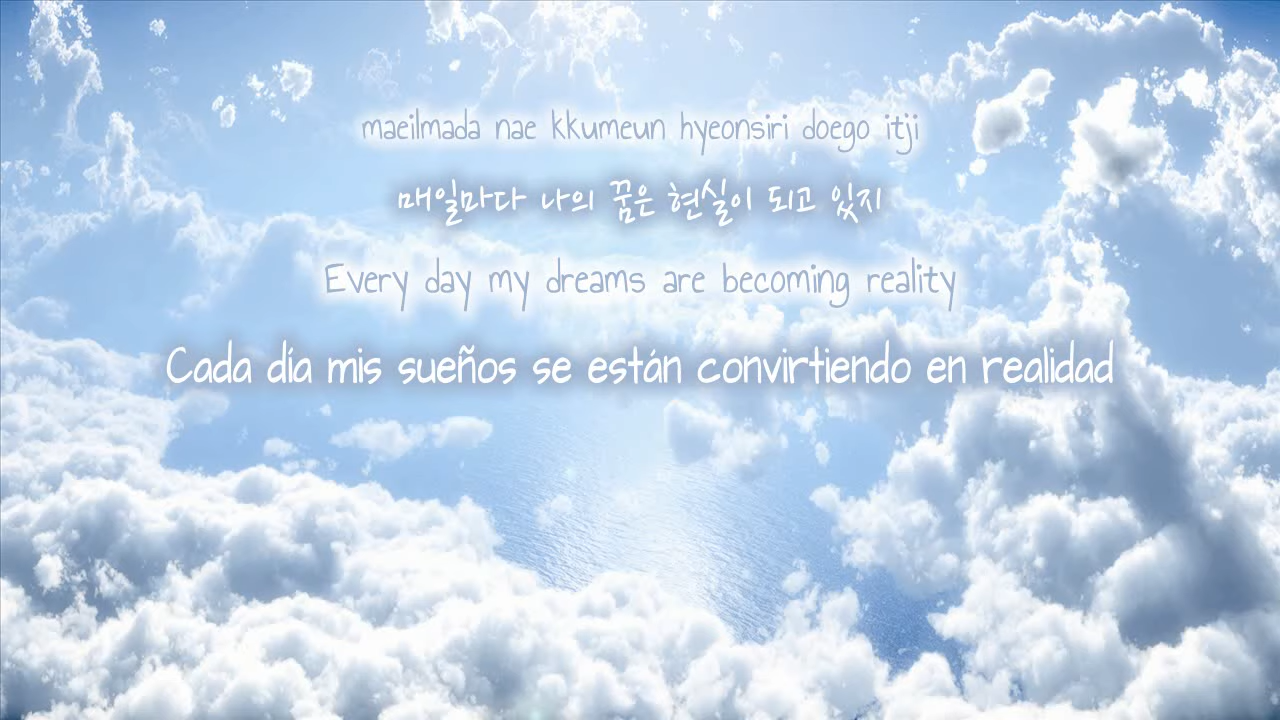 maeilmada nae kkumeun hyeonsiri doego itji
매일마다 나의 꿈은 현실이 되고 있지
Every day my dreams are becoming reality
Cada día mis sueños se están convirtiendo en realidad